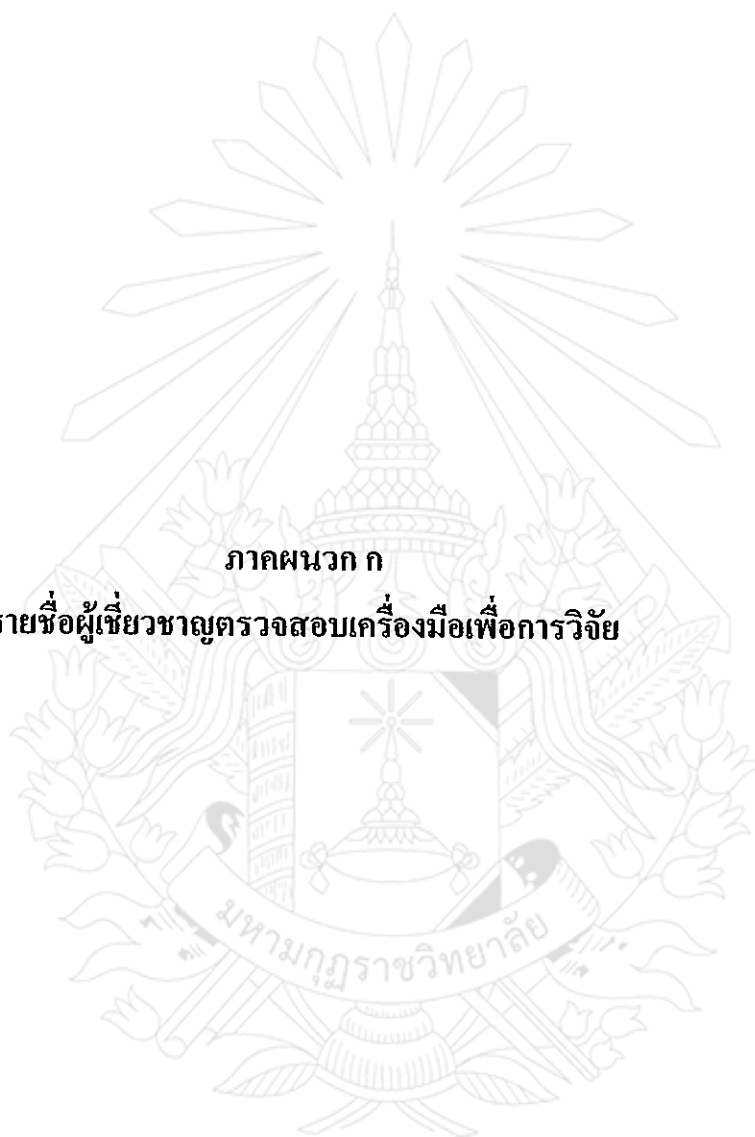 ภาคผนวก ก
รายชื่อผู้เชี่ยวชาญตรวจสอบเครื่องมือเพื่อการวิจัย
มหามกุฏราชวิทยาลัย